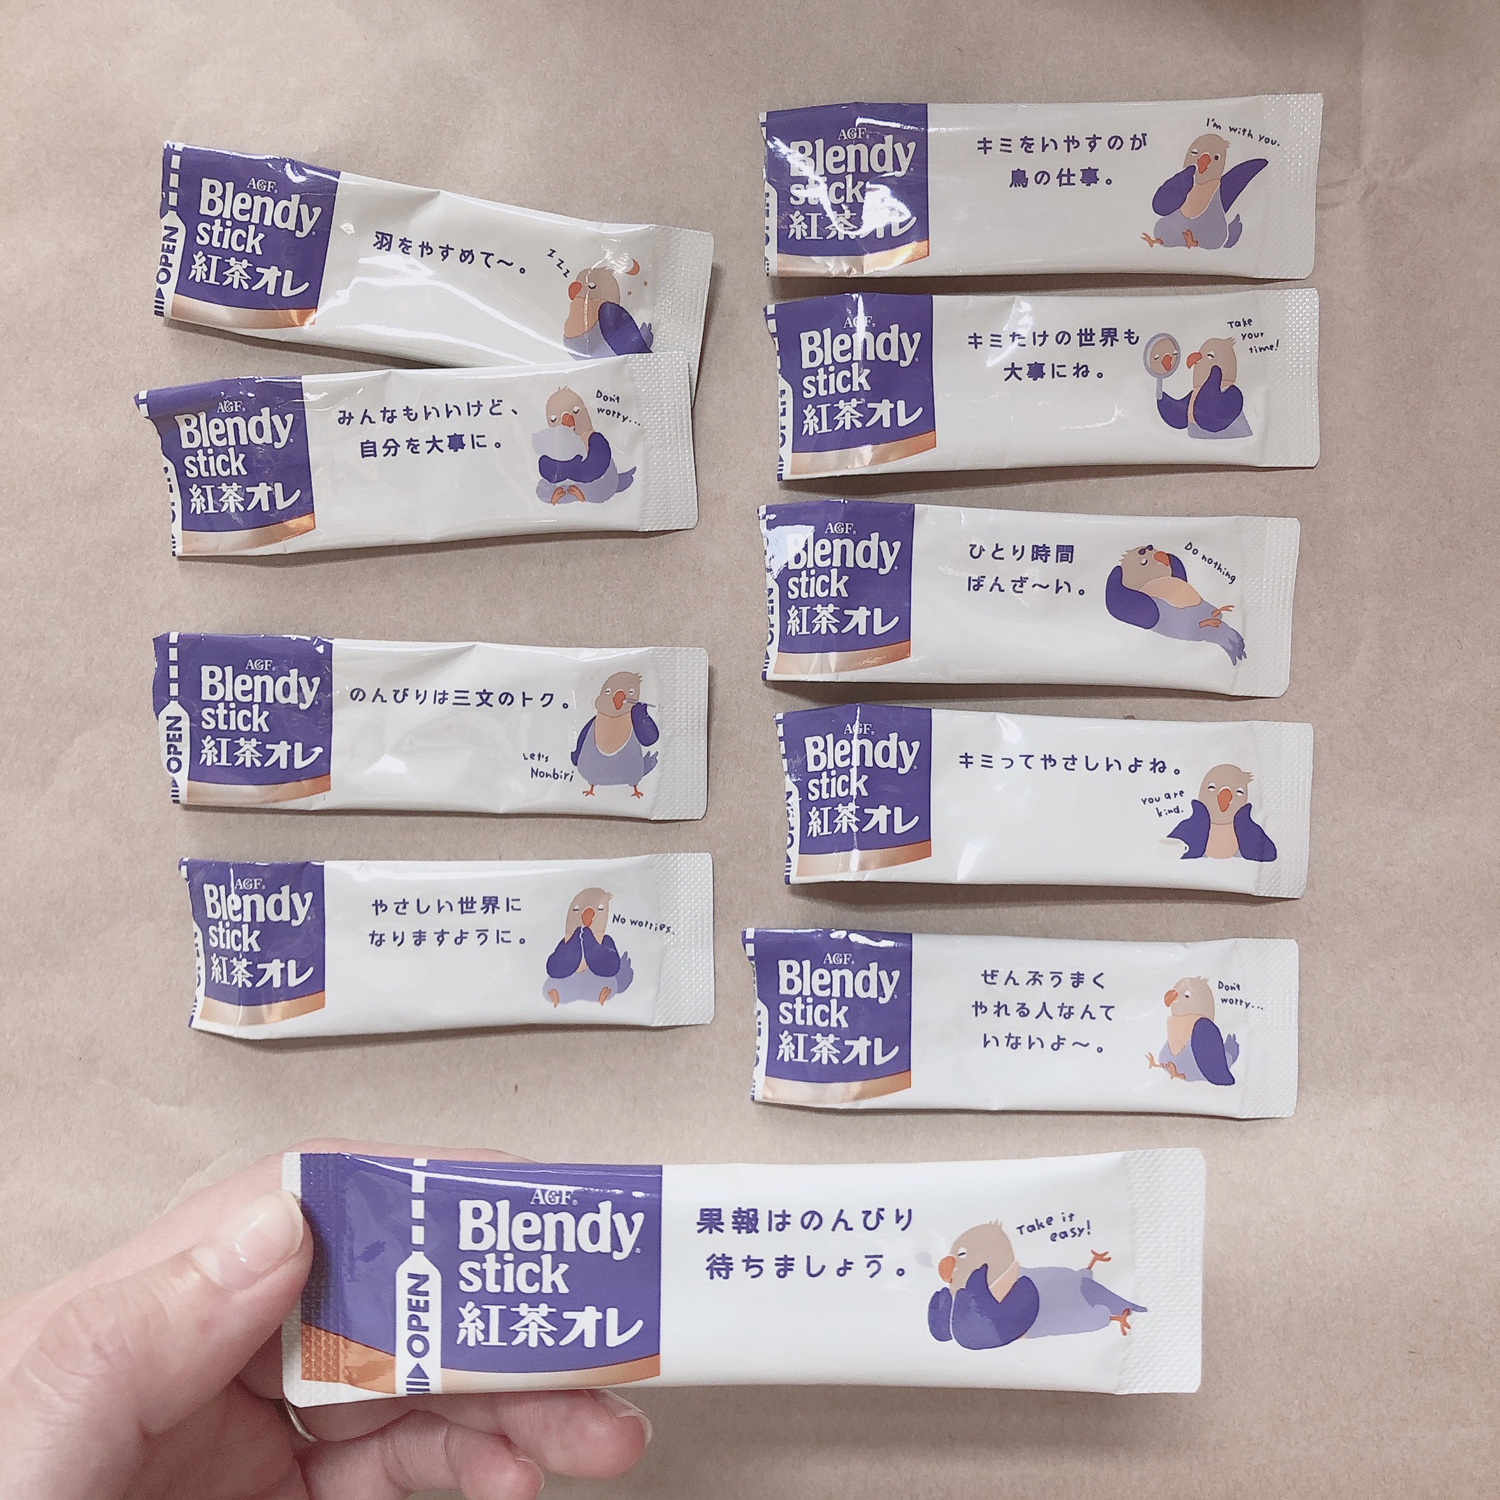 AGF
Blendy
stick
紅茶オレ
OPEN
羽をやすめて〜。
zzz
AGF
Blendy
stick
紅茶オレ
みんなもいいけど、
自分を大事に。
Don't
worry...
AGF
Blendy
stick
紅茶オレ
OPEN
のんびりは三文のトク。
Let's
Nonbiri
AGF
Blendy
stick
紅茶オレ
やさしい世界に
なりますように。
No worries.
AGF
Blendy
stick
紅茶オレ
キミをいやすのが
鳥の仕事。
I'm with you.
AGF
Blendy
stick
紅茶オレ
キミだけの世界も
大事にね。
Take
your
time!
AGF
Blendy
stick
紅茶オレ
ひとり時間
ばんざ〜い。
Do nothing
AGF
Blendy
stick
紅茶オレ
OPEN
キミってやさしいよね。
you are
kind.
AGF
Blendy
stick
紅茶オレ
ぜんぶうまく
やれる人なんて
いないよ〜。
Don't
worry...
AGF
Blendy
stick
紅茶オレ
OPEN
果報はのんびり
待ちましょう。
Take it
easy!